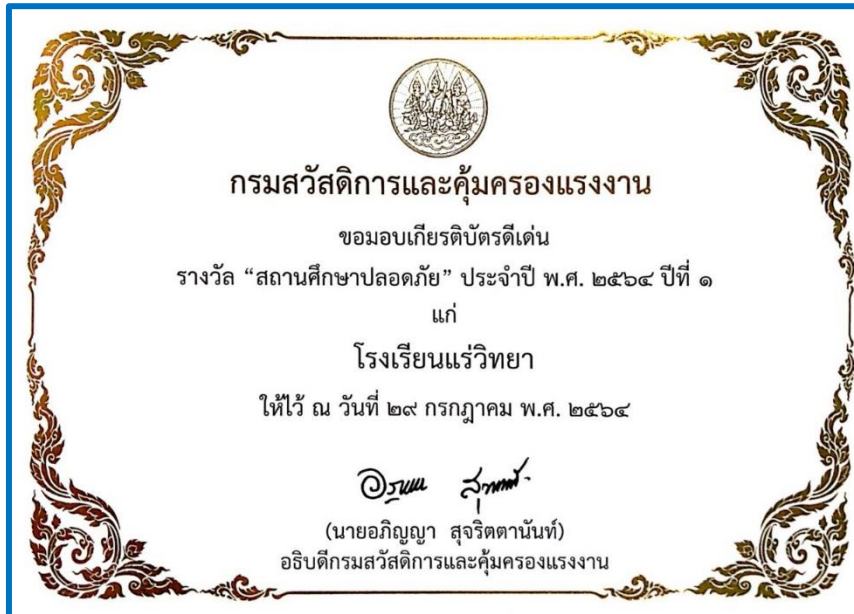 กรมสวัสดิการและคุ้มครองแรงงาน
ขอมอบเกียรติบัตรดีเด่น
รางวัล “สถานศึกษาปลอดภัย” ประจำปี พ.ศ. ๒๕๖๔ ปีที่ ๑
แก่
โรงเรียนแร่วิทยา
ให้ไว้ ณ วันที่ ๒๙ กรกฎาคม พ.ศ. ๒๕๖๔
(นายอภิญญา สุจริตตานันท์)
อธิบดีกรมสวัสดิการและคุ้มครองแรงงาน